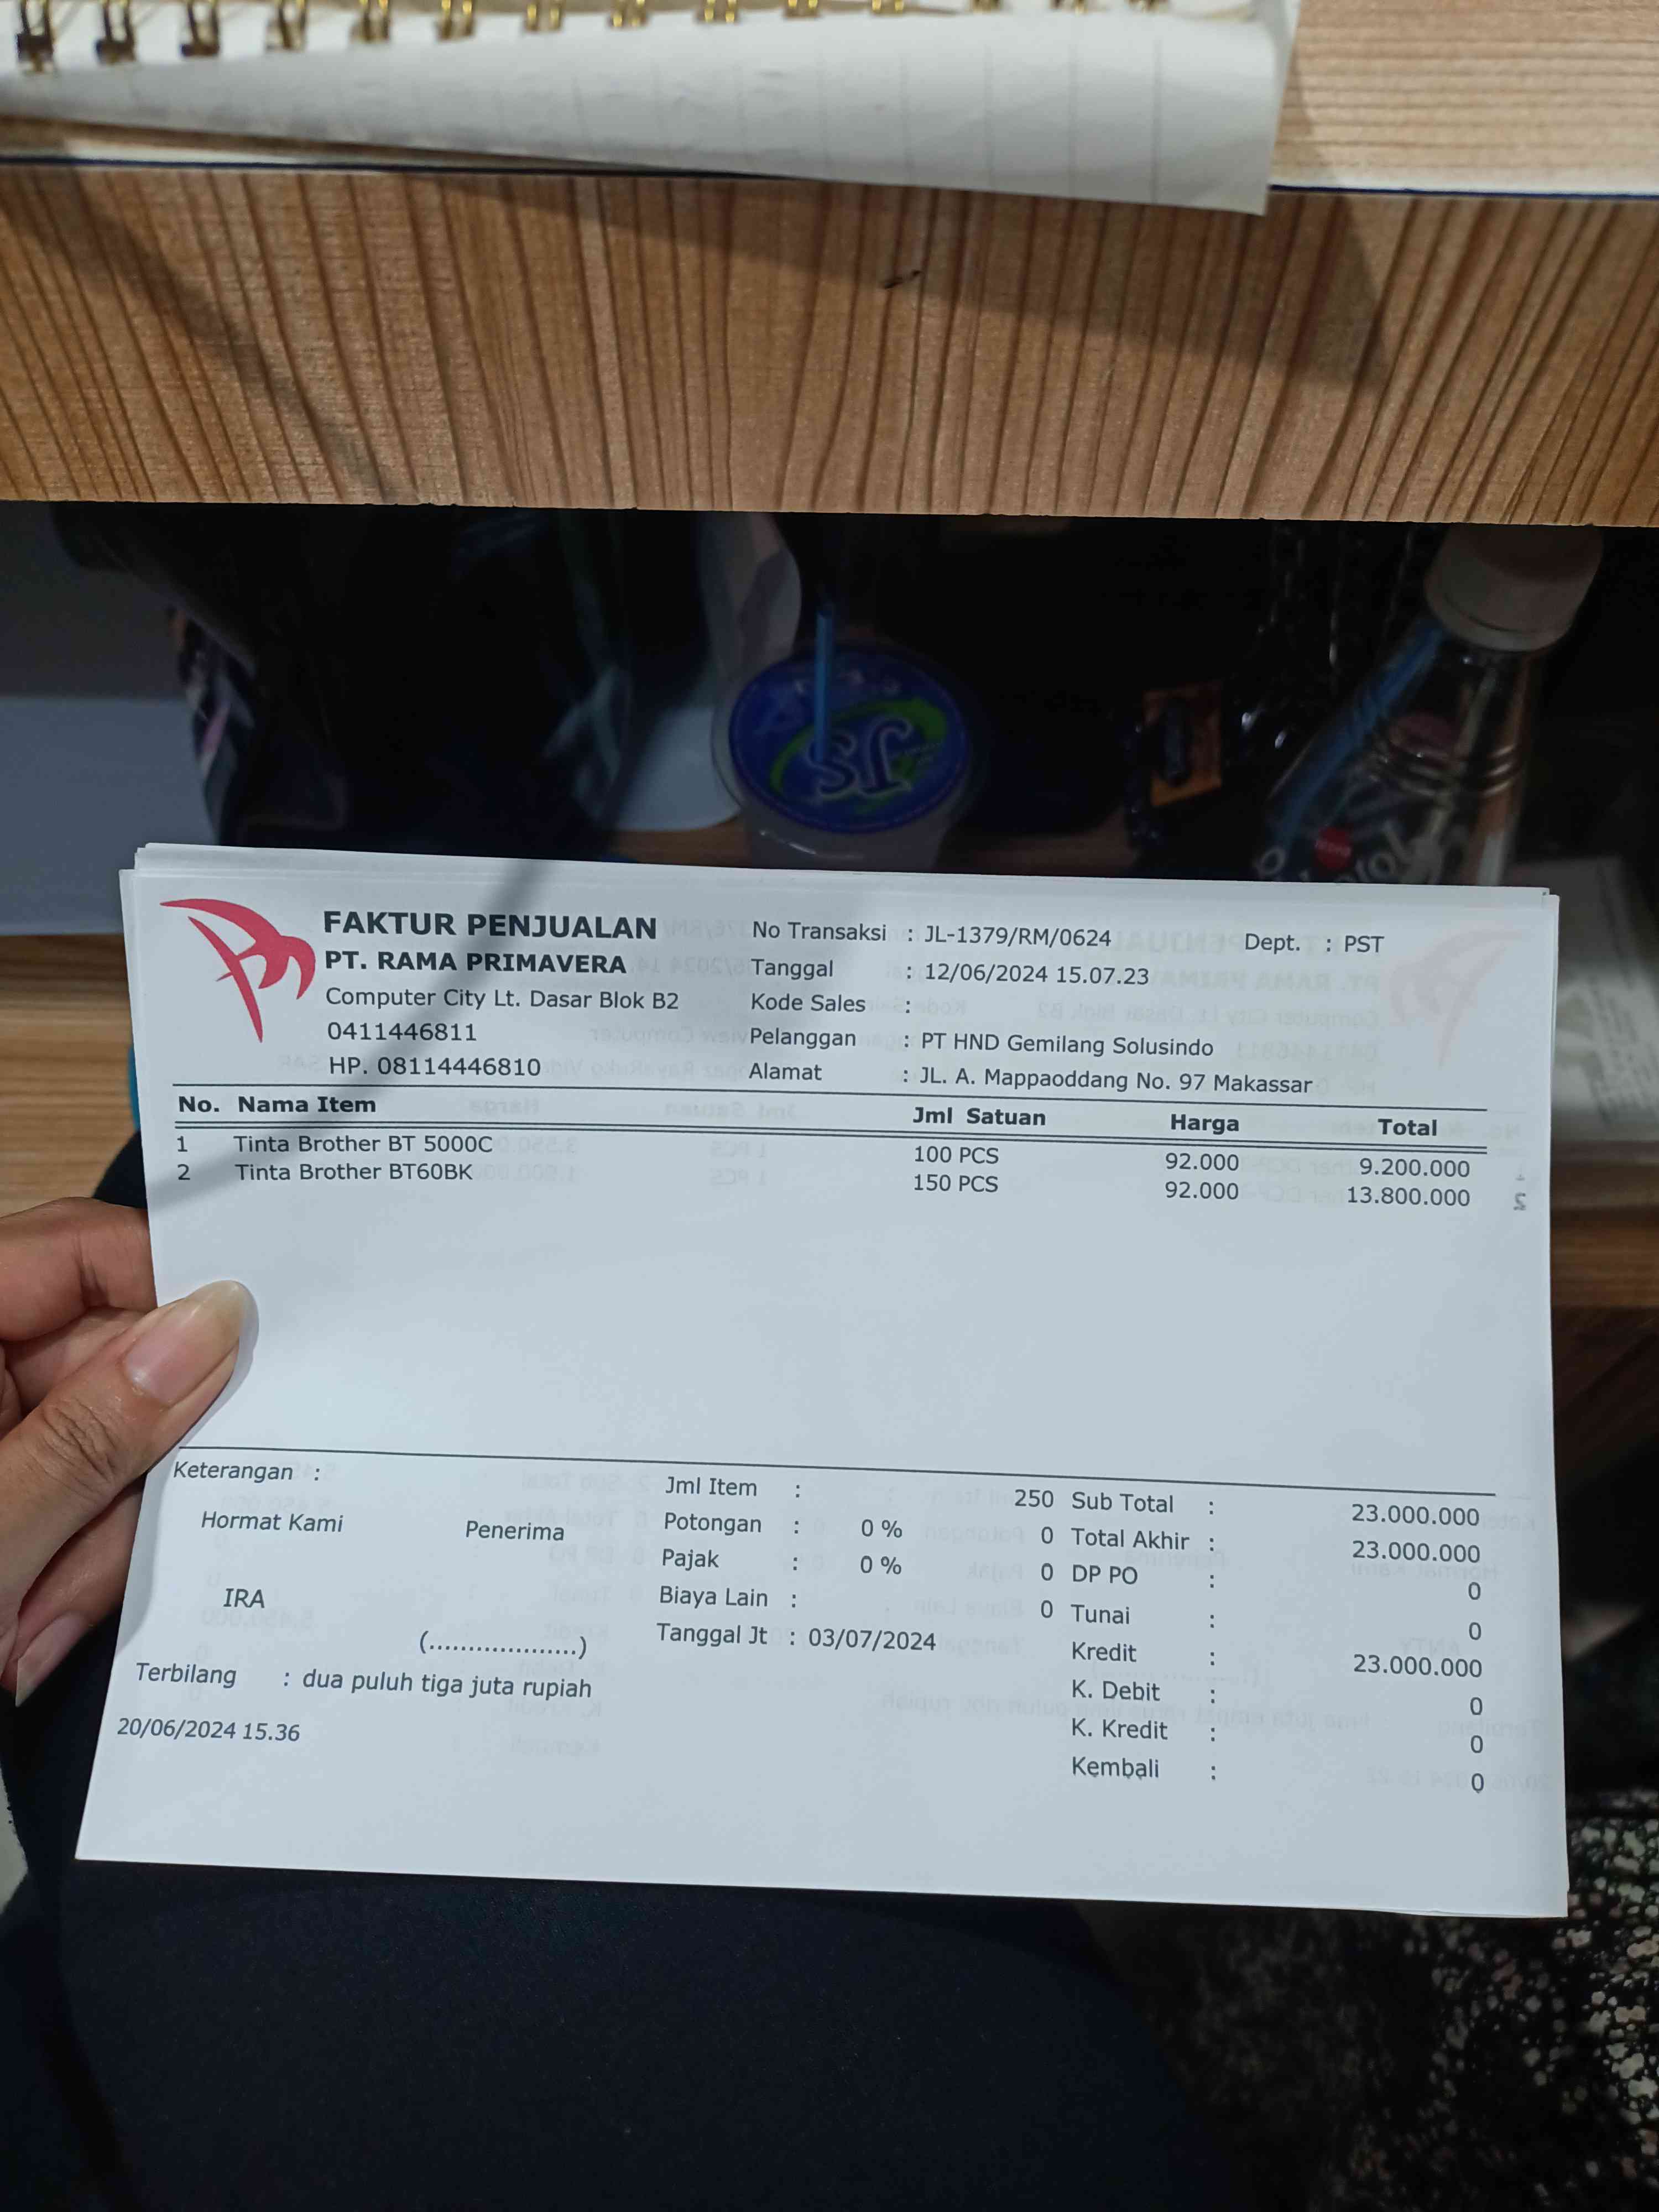 FAKTUR PENJUALAN
PT. RAMA PRIMAVERA
Computer City Lt. Dasar Blok B2
0411446811
HP. 08114446810
No Transaksi : JL-1379/RM/0624 Dept. : PST
Tanggal : 12/06/2024 15.07.23
Kode Sales :
Pelanggan : PT HND Gemilang Solusindo
Alamat : JL. A. Mappaoddang No. 97 Makassar
No. Nama Item Jml Satuan Harga Total
1 Tinta Brother BT 5000C 100 PCS 92.000 9.200.000
2 Tinta Brother BT60BK 150 PCS 92.000 13.800.000
Keterangan :
Hormat Kami Penerima
IRA
(...................)
Jml Item : 250
Potongan : 0 % 0
Pajak : 0 % 0
Biaya Lain : 0
Tanggal Jt : 03/07/2024
Sub Total : 23.000.000
Total Akhir : 23.000.000
DP PO : 0
Tunai : 0
Kredit : 23.000.000
K. Debit : 0
K. Kredit : 0
Kembali : 0
Terbilang : dua puluh tiga juta rupiah
20/06/2024 15.36
JS